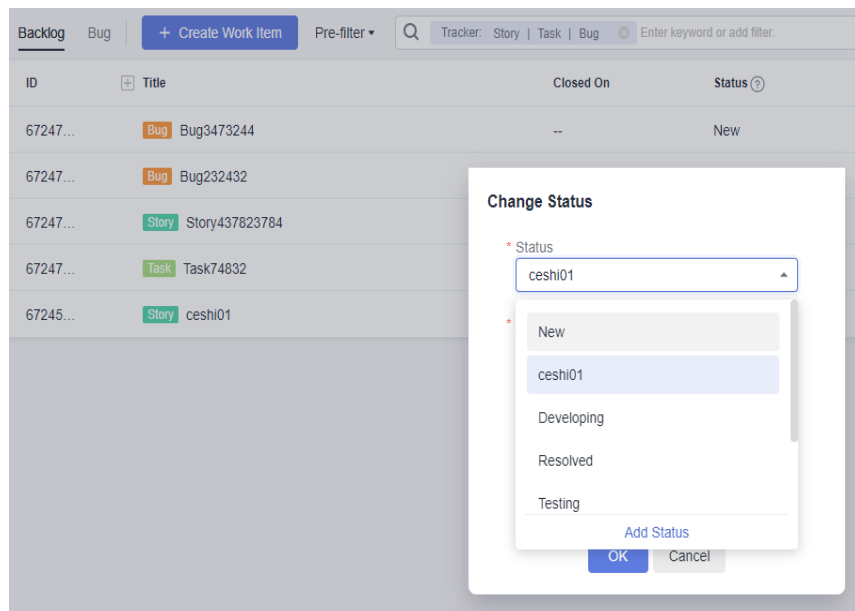 Backlog Bug + Create Work Item Pre-filter Tracker: Story | Task | Bug Enter keyword or add filter.
ID Title Closed On Status ?
67247... Bug Bug3473244 -- New
67247... Bug Bug232432
67247... Story Story437823784
67247... Task Task74832
67245... Story ceshi01
Change Status
* Status
ceshi01
*
New
ceshi01
Developing
Resolved
Testing
Add Status
OK Cancel